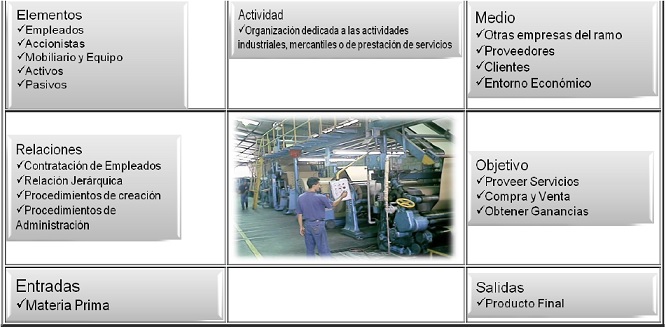 Elementos
✓Empleados
✓Accionistas
✓Mobiliario y Equipo
✓Activos
✓Pasivos
Actividad
✓Organización dedicada a las actividades
industriales, mercantiles o de prestación de servicios
Medio
✓Otras empresas del ramo
✓Proveedores
✓Clientes
✓Entorno Económico
Relaciones
✓Contratación de Empleados
✓Relación Jerárquica
✓Procedimientos de creación
✓Procedimientos de
Administración
Objetivo
✓Proveer Servicios
✓Compra y Venta
✓Obtener Ganancias
Entradas
✓Materia Prima
Salidas
✓Producto Final